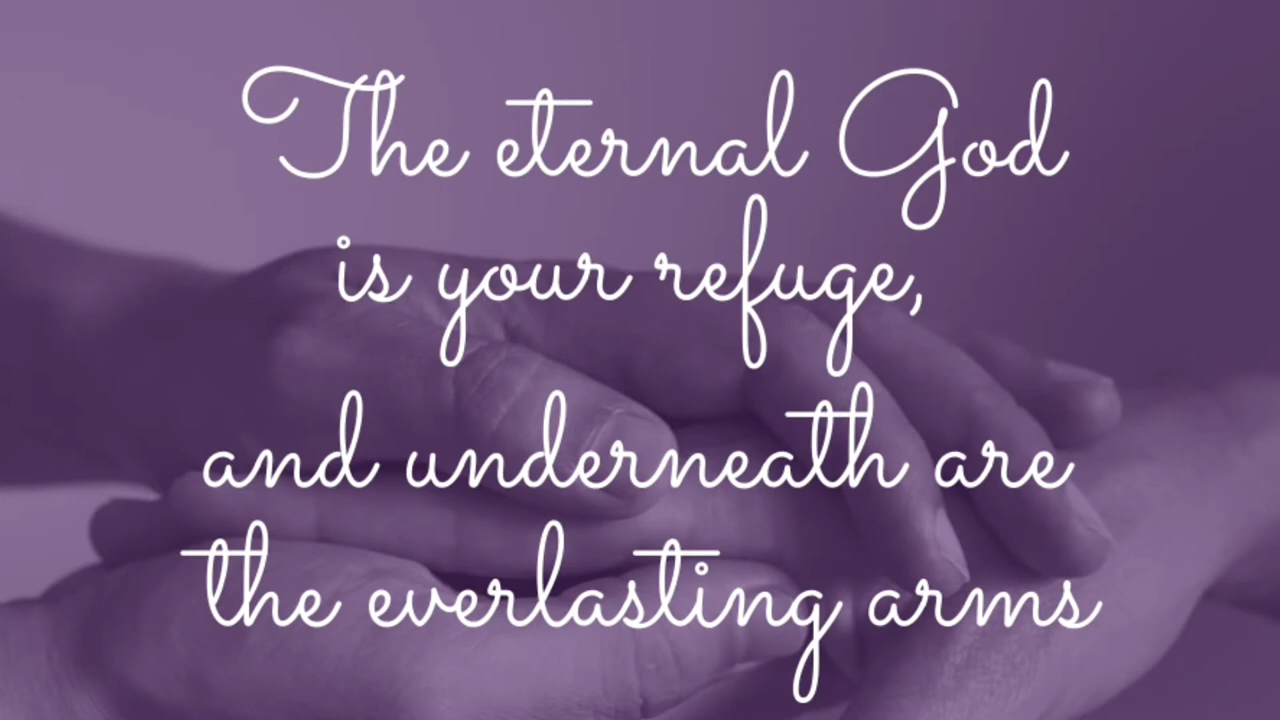 The eternal God
is your refuge,
and underneath are
the everlasting arms